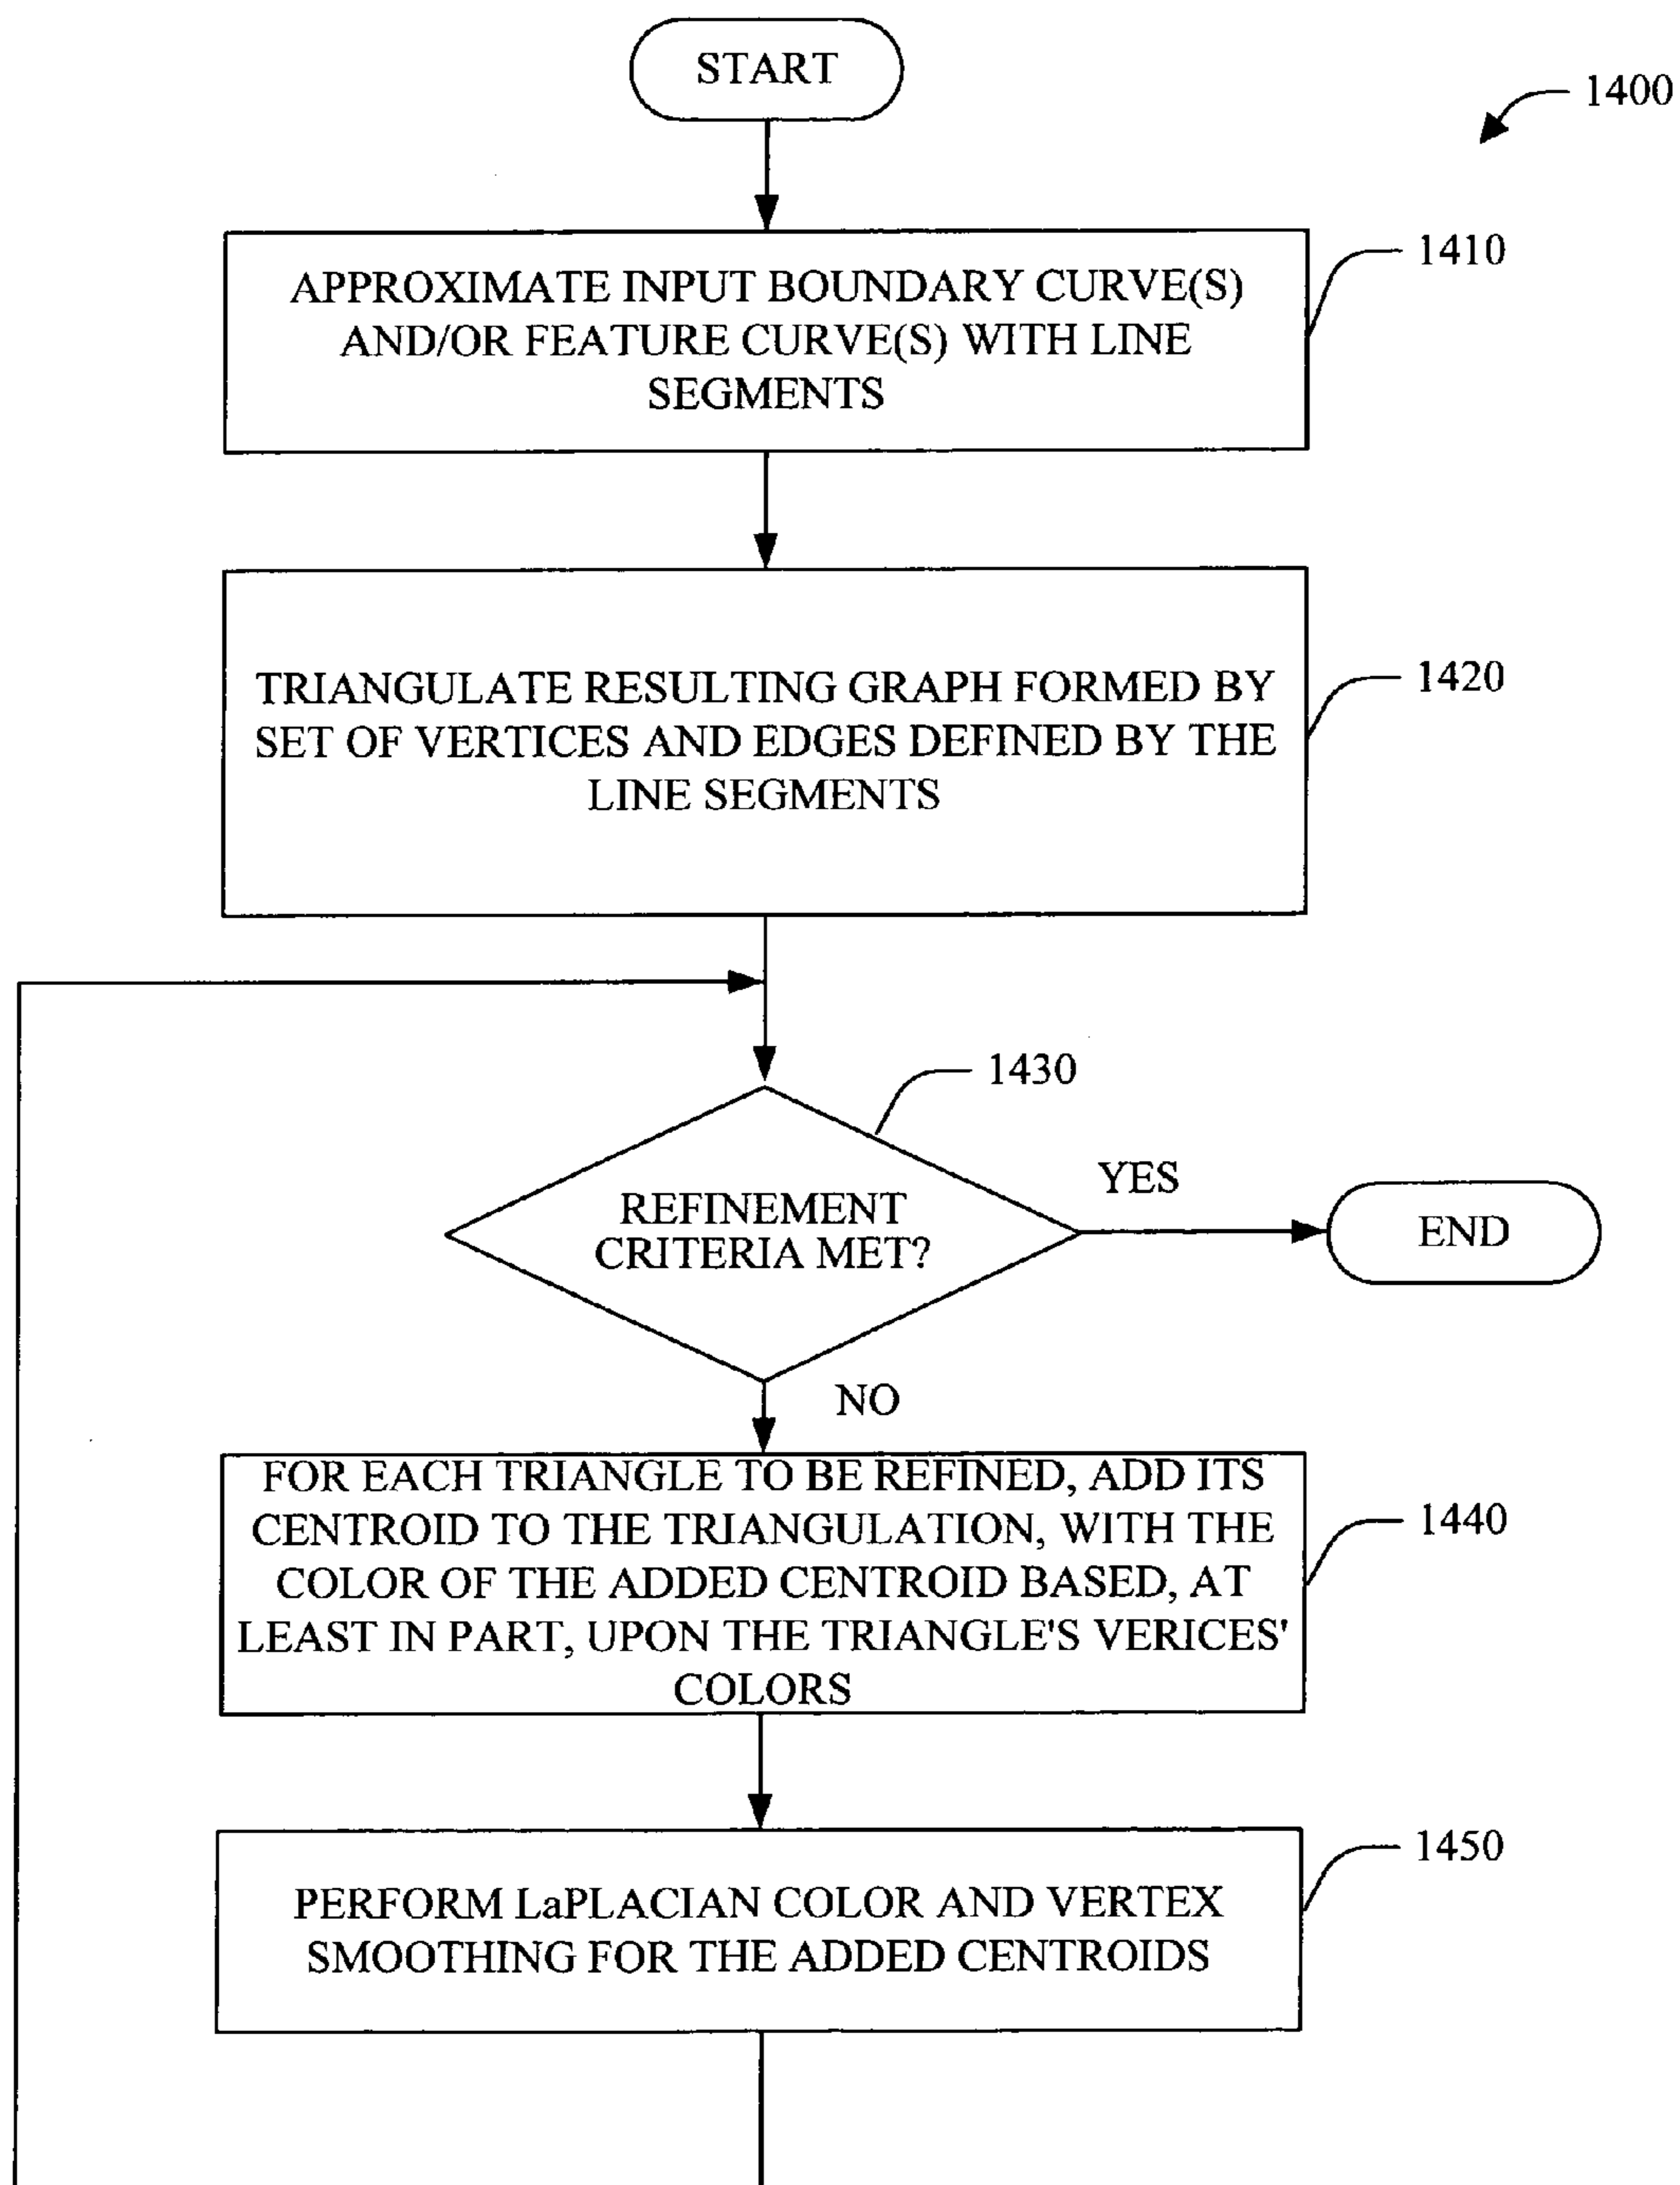 START
1400
APPROXIMATE INPUT BOUNDARY CURVE(S)
AND/OR FEATURE CURVE(S) WITH LINE
SEGMENTS
1410
TRIANGULATE RESULTING GRAPH FORMED BY
SET OF VERTICES AND EDGES DEFINED BY THE
LINE SEGMENTS
1420
1430
REFINEMENT
CRITERIA MET?
YES
END
NO
FOR EACH TRIANGLE TO BE REFINED, ADD ITS
CENTROID TO THE TRIANGULATION, WITH THE
COLOR OF THE ADDED CENTROID BASED, AT
LEAST IN PART, UPON THE TRIANGLE'S VERICES'
COLORS
1440
PERFORM LaPLACIAN COLOR AND VERTEX
SMOOTHING FOR THE ADDED CENTROIDS
1450